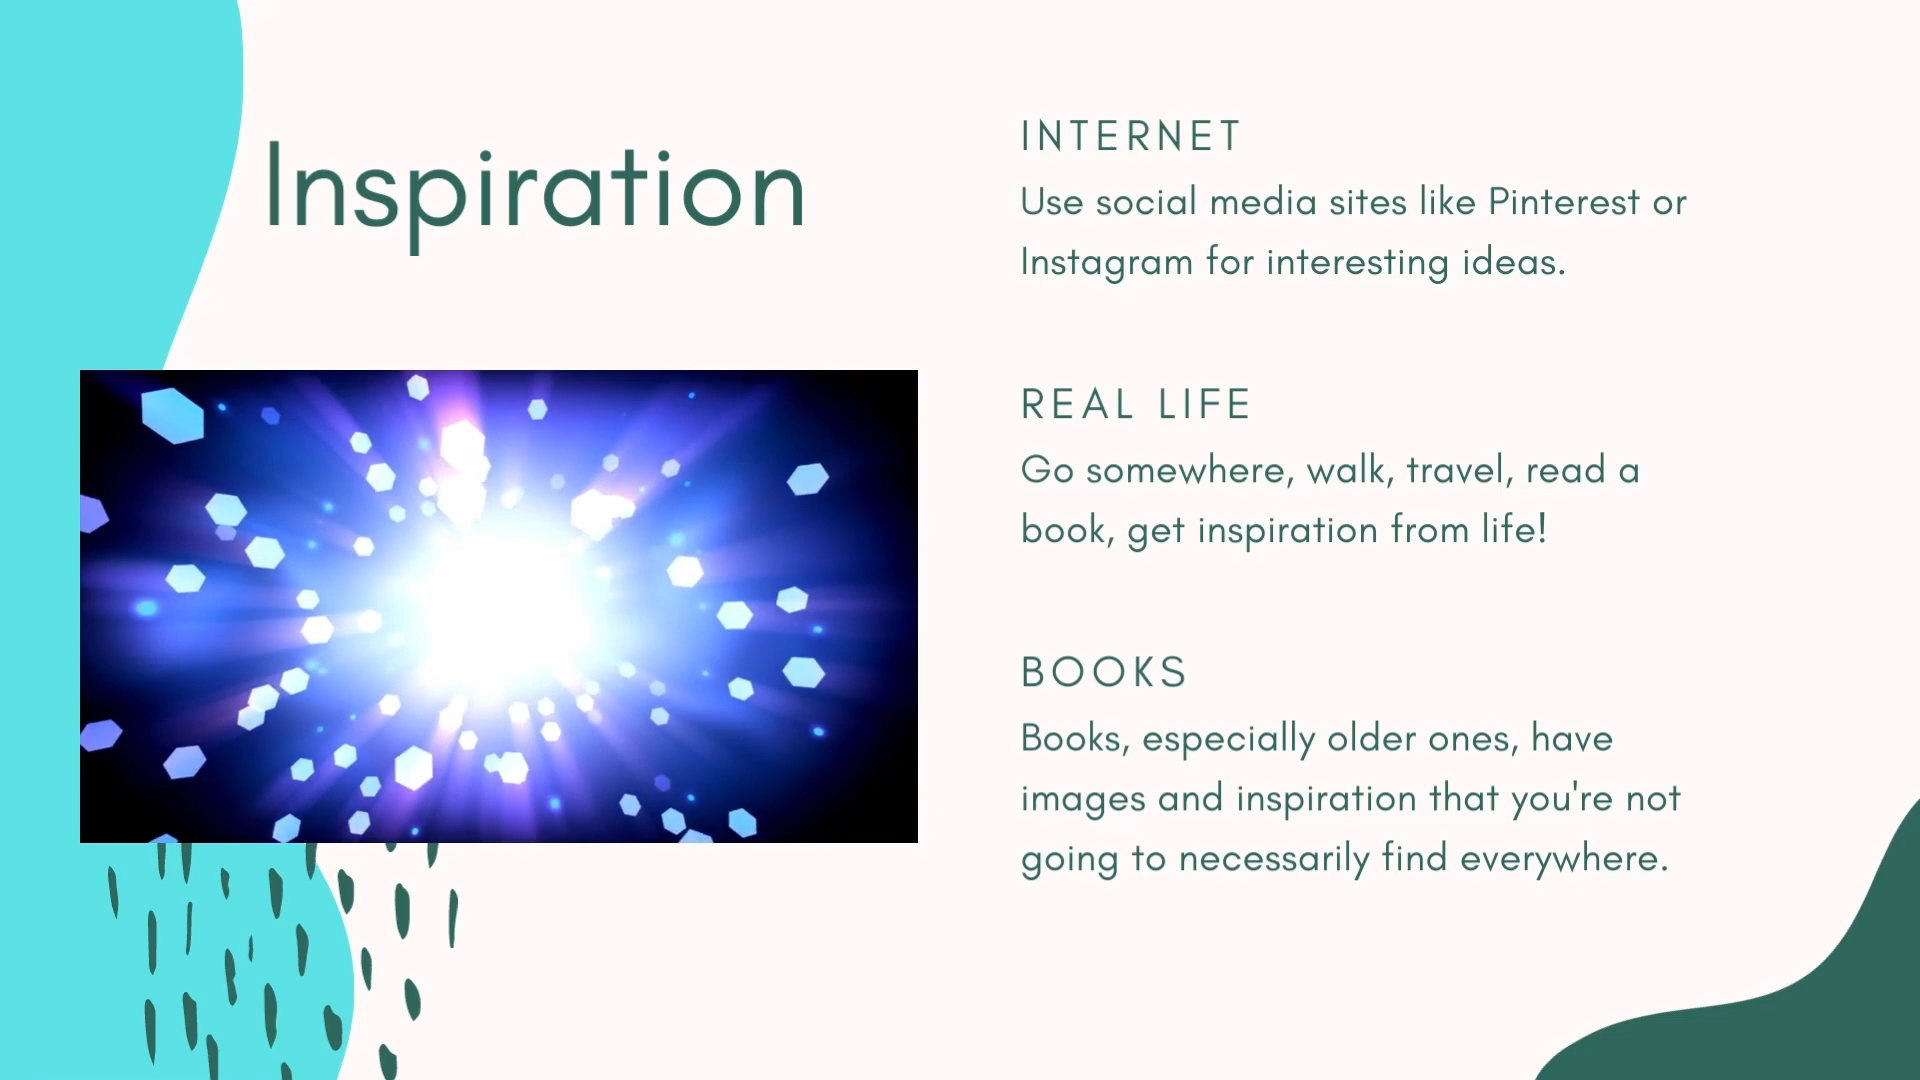 Inspiration
INTERNET
Use social media sites like Pinterest or
Instagram for interesting ideas.
REAL LIFE
Go somewhere, walk, travel, read a
book, get inspiration from life!
BOOKS
Books, especially older ones, have
images and inspiration that you're not
going to necessarily find everywhere.